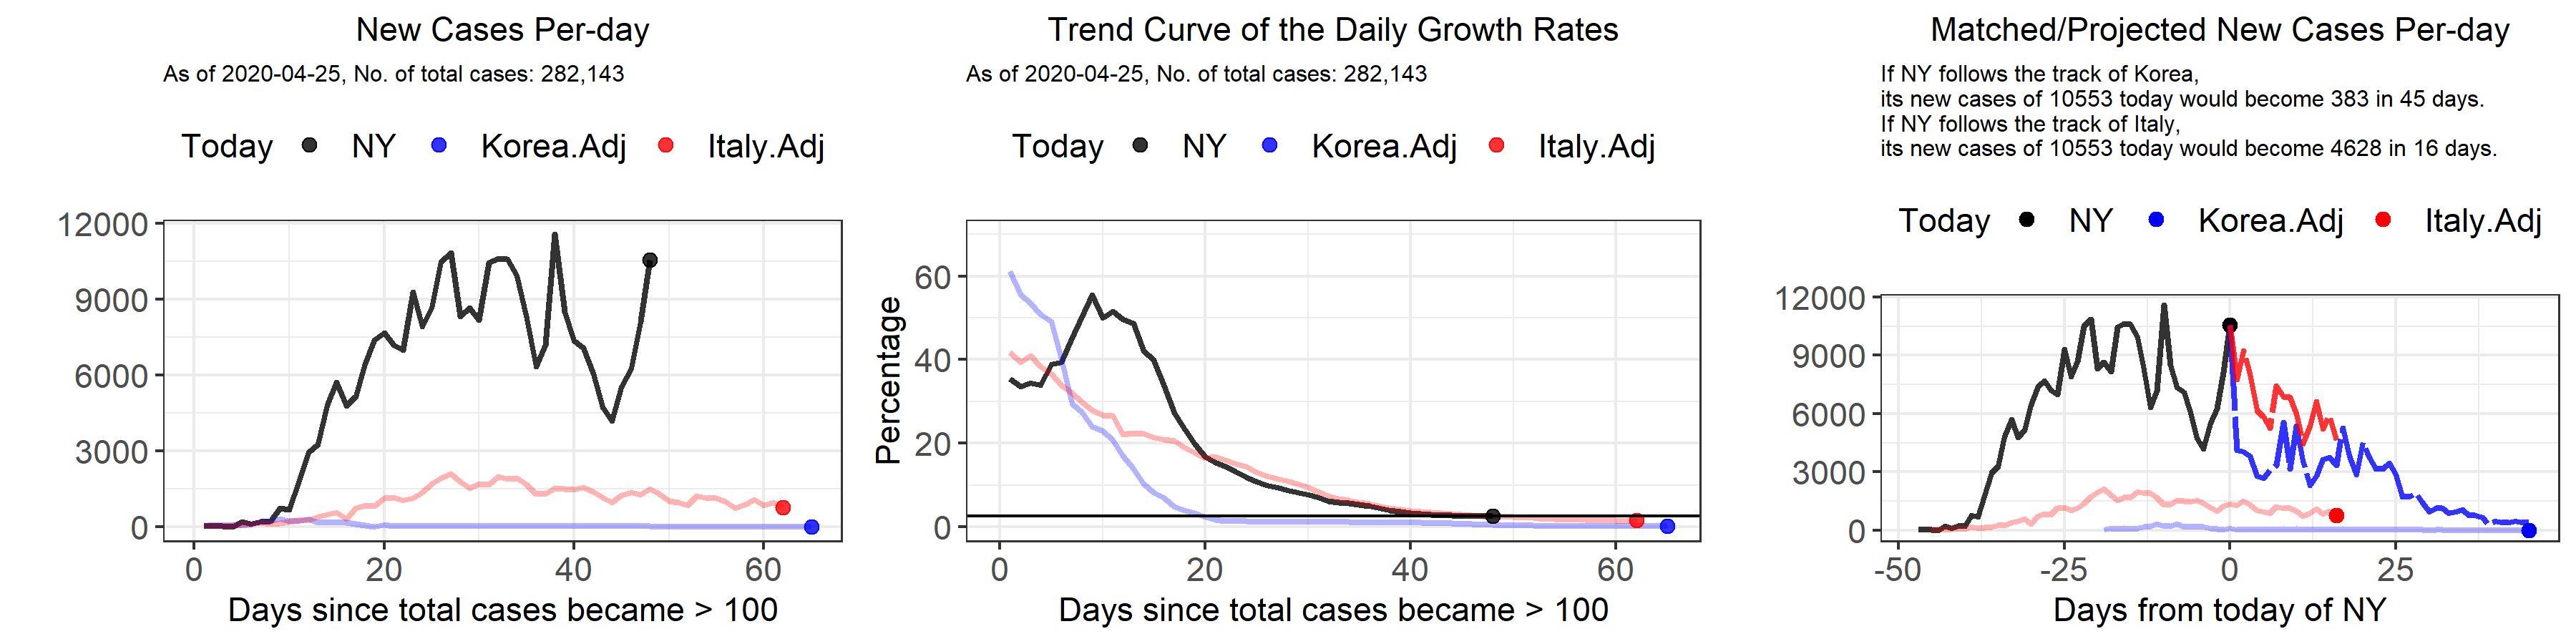 New Cases Per-day
As of 2020-04-25, No. of total cases: 282,143
Today NY Korea.Adj Italy.Adj
12000
9000
6000
3000
0
0 20 40 60
Days since total cases became > 100
Trend Curve of the Daily Growth Rates
As of 2020-04-25, No. of total cases: 282,143
Today NY Korea.Adj Italy.Adj
Percentage
60
40
20
0
0 20 40 60
Days since total cases became > 100
Matched/Projected New Cases Per-day
If NY follows the track of Korea,
its new cases of 10553 today would become 383 in 45 days.
If NY follows the track of Italy,
its new cases of 10553 today would become 4628 in 16 days.
Today NY Korea.Adj Italy.Adj
12000
9000
6000
3000
0
-50 -25 0 25
Days from today of NY